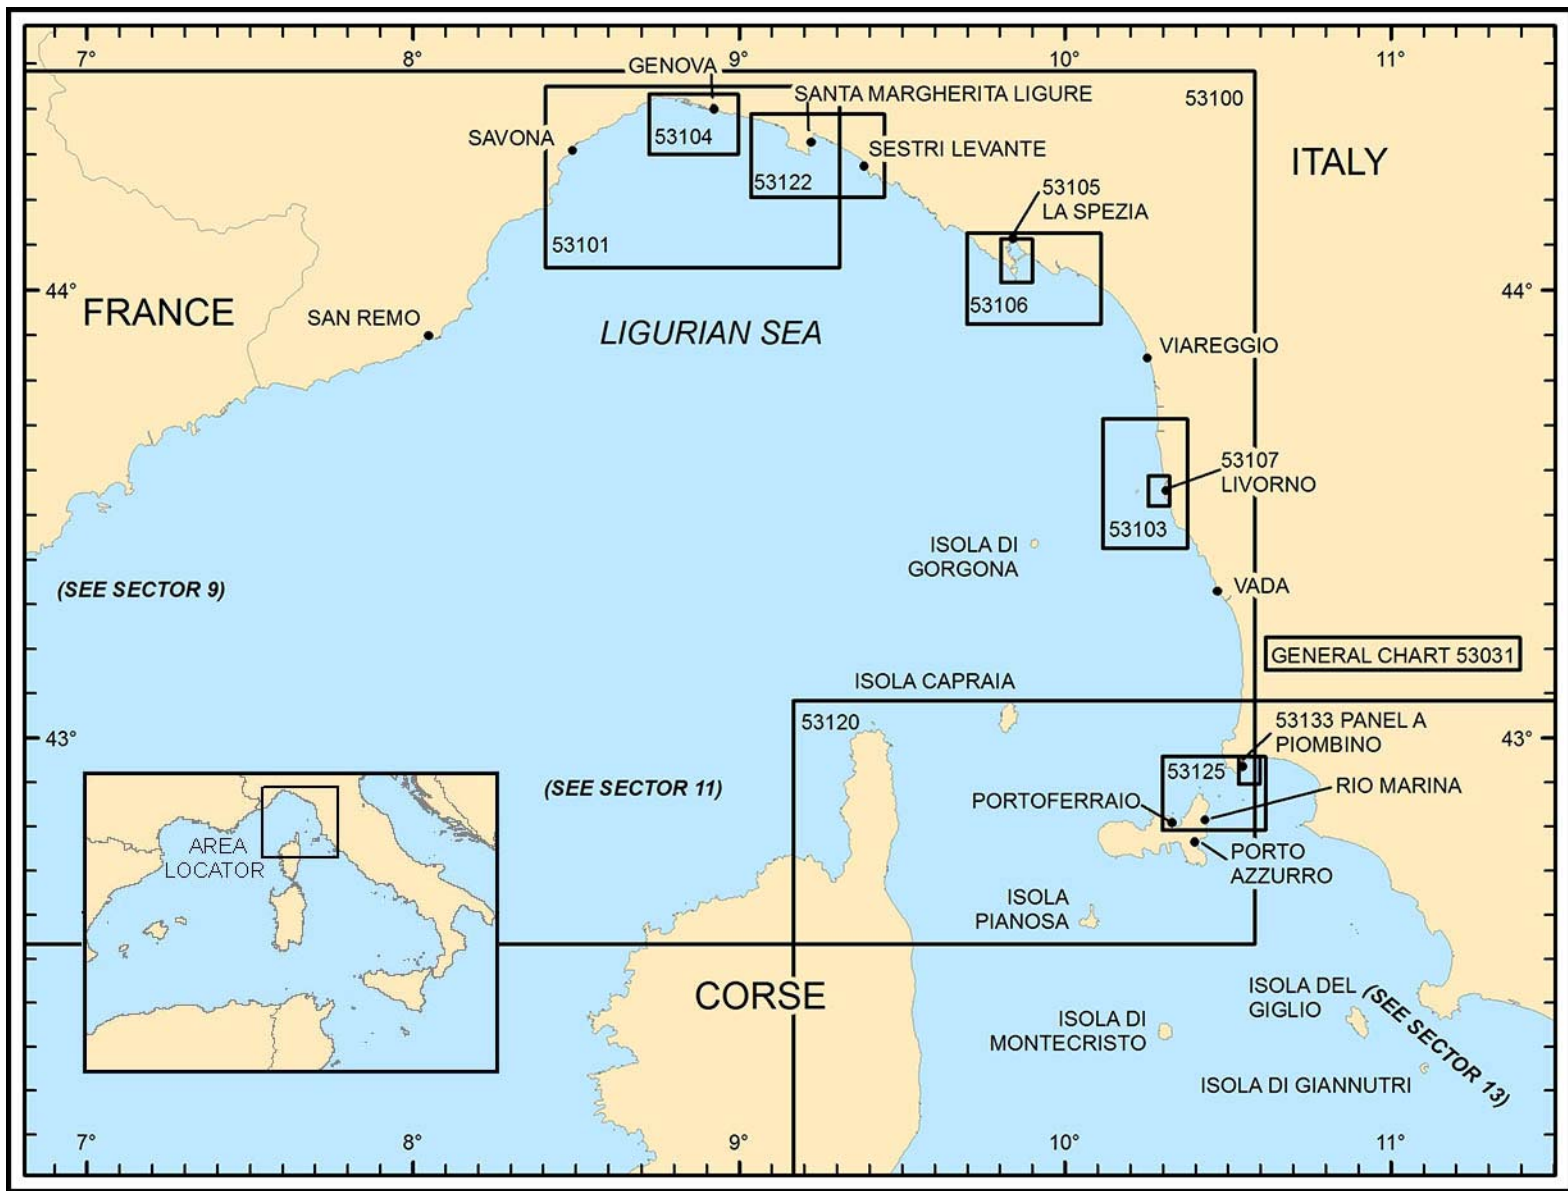 7°
8°
9°
10°
11°
GENOVA
SANTA MARGHERITA LIGURE
53100
SAVONA
53104
SESTRI LEVANTE
ITALY
53122
53105
LA SPEZIA
53101
44°
44°
FRANCE
SAN REMO
LIGURIAN SEA
53106
VIAREGGIO
53107
LIVORNO
53103
ISOLA DI
GORGONA
(SEE SECTOR 9)
VADA
GENERAL CHART 53031
ISOLA CAPRAIA
53120
53133 PANEL A
PIOMBINO
43°
43°
53125
(SEE SECTOR 11)
PORTOFERRAIO
RIO MARINA
AREA
LOCATOR
PORTO
AZZURRO
ISOLA
PIANOSA
CORSE
ISOLA DEL
GIGLIO
(SEE SECTOR 13)
ISOLA DI
MONTECRISTO
ISOLA DI GIANNUTRI
7°
8°
9°
10°
11°